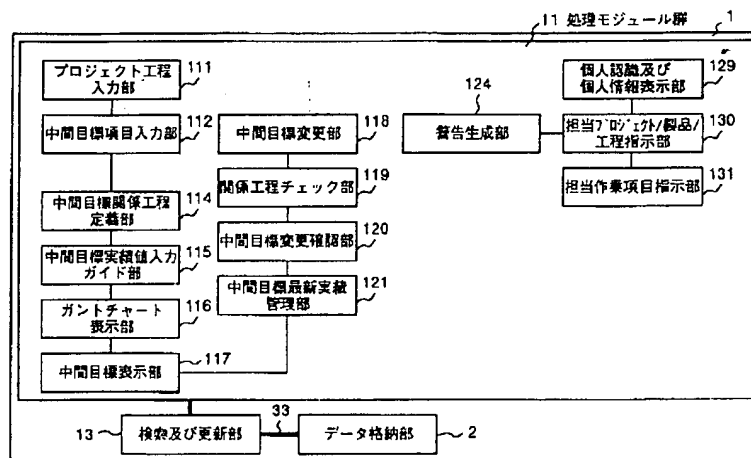 1
11 処理モジュール群
プロジェクト工程
入力部
111
中間目標項目入力部
112
中間目標関係工程
定義部
114
中間目標実績値入力
ガイド部
115
ガントチャート
表示部
116
中間目標表示部
117
中間目標変更部
118
関係工程チェック部
119
中間目標変更確認部
120
中間目標最新実績
管理部
121
124
警告生成部
個人認識及び
個人情報表示部
129
担当プロジェクト/製品/
工程指示部
130
担当作業項目指示部
131
13
検索及び更新部
33
データ格納部
2